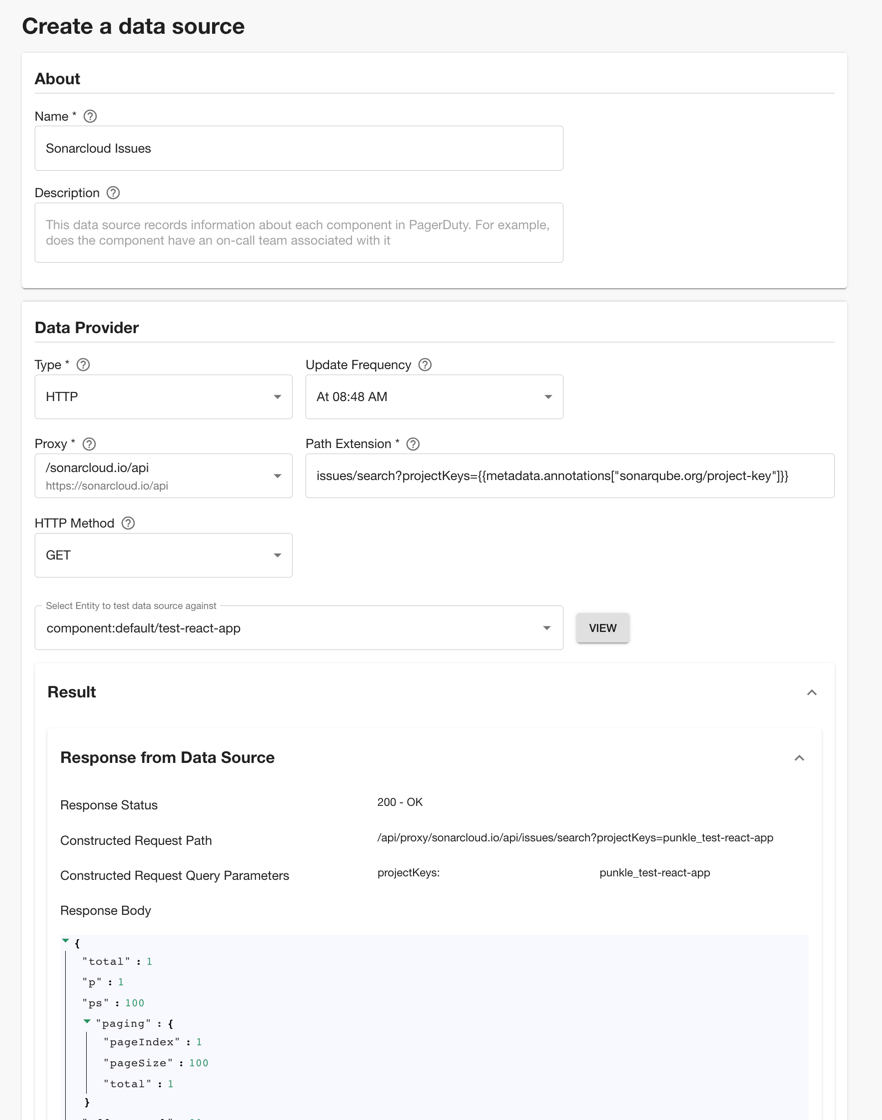 Create a data source
About
Name *
Sonarcloud Issues
Description
This data source records information about each component in PagerDuty. For example,
does the component have an on-call team associated with it
Data Provider
Type * Update Frequency
HTTP At 08:48 AM
Proxy * Path Extension *
/sonarcloud.io/api
https://sonarcloud.io/api
issues/search?projectKeys={{metadata.annotations["sonarqube.org/project-key"]}}
HTTP Method
GET
Select Entity to test data source against
component:default/test-react-app VIEW
Result
Response from Data Source
Response Status 200 - OK
Constructed Request Path /api/proxy/sonarcloud.io/api/issues/search?projectKeys=punkle_test-react-app
Constructed Request Query Parameters projectKeys: punkle_test-react-app
Response Body
{
"total" : 1
"p" : 1
"ps" : 100
"paging" : {
"pageIndex" : 1
"pageSize" : 100
"total" : 1
}